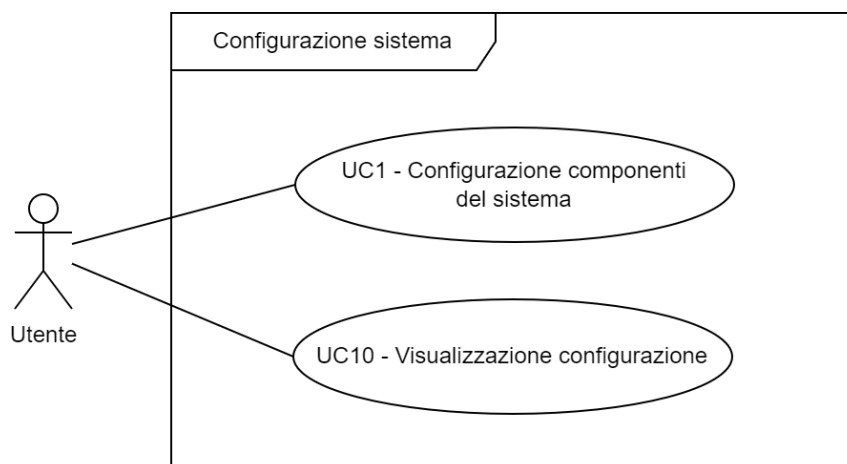 Configurazione sistema
UC1 - Configurazione componenti
del sistema
Utente
UC10 - Visualizzazione configurazione